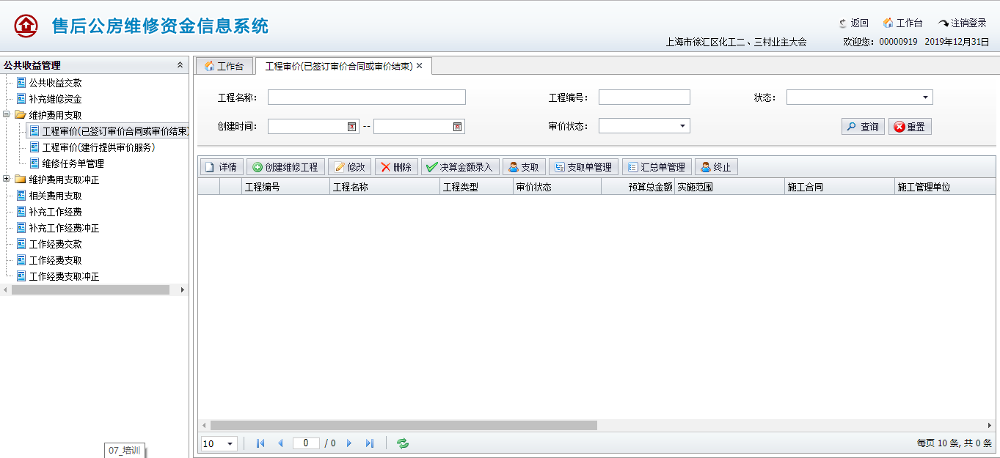 售后公房维修资金信息系统
返回 工作台 注销登录
上海市徐汇区化工二、三村业主大会 欢迎您: 00000919 2019年12月31日
公共收益管理
公共收益交款
补充维修资金
维护费用支取
工程审价(已签订审价合同或审价结束)
工程审价(建行提供审价服务)
维修任务单管理
维护费用支取冲正
相关费用支取
补充工作经费
补充工作经费冲正
工作经费交款
工作经费支取
工作经费支取冲正
07_培训
工作台 工程审价(已签订审价合同或审价结束)
工程名称: 工程编号: 状态:
创建时间: -- 审价状态: 查询 重置
详情 创建维修工程 修改 删除 决算金额录入 支取 支取单管理 汇总单管理 终止
工程编号 工程名称 工程类型 审价状态 预算总金额 实施范围 施工合同 施工管理单位
10 0 / 0 每页 10 条, 共 0 条